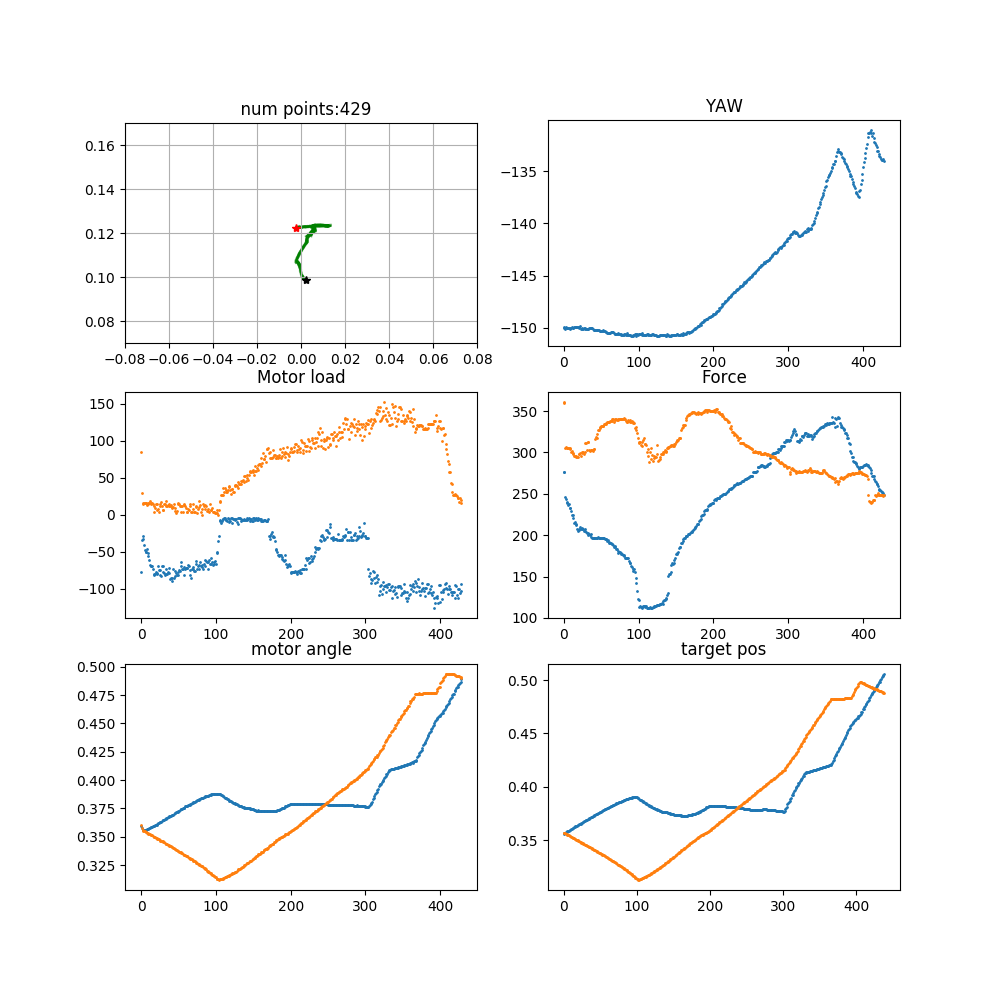 num points:429
0.16
0.14
0.12
0.10
0.08
−0.08 −0.06 −0.04 −0.02 0.00 0.02 0.04 0.06 0.08
YAW
−135
−140
−145
−150
0 100 200 300 400
Motor load
150
100
50
0
−50
−100
0 100 200 300 400
Force
350
300
250
200
150
100
0 100 200 300 400
motor angle
0.500
0.475
0.450
0.425
0.400
0.375
0.350
0.325
0 100 200 300 400
target pos
0.50
0.45
0.40
0.35
0 100 200 300 400